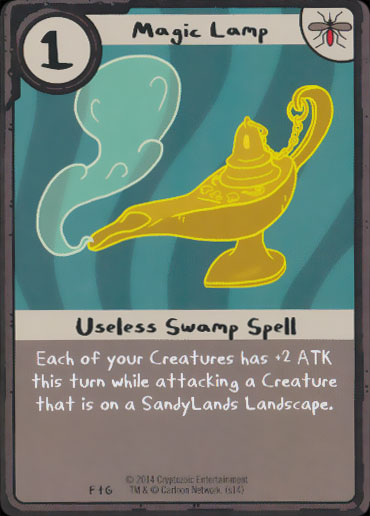 1
Magic Lamp
Useless Swamp Spell
Each of your Creatures has +2 ATK
this turn while attacking a Creature
that is on a SandyLands Landscape.
© 2014 Cryptozoic Entertainment
TM & © Cartoon Network. (s14)